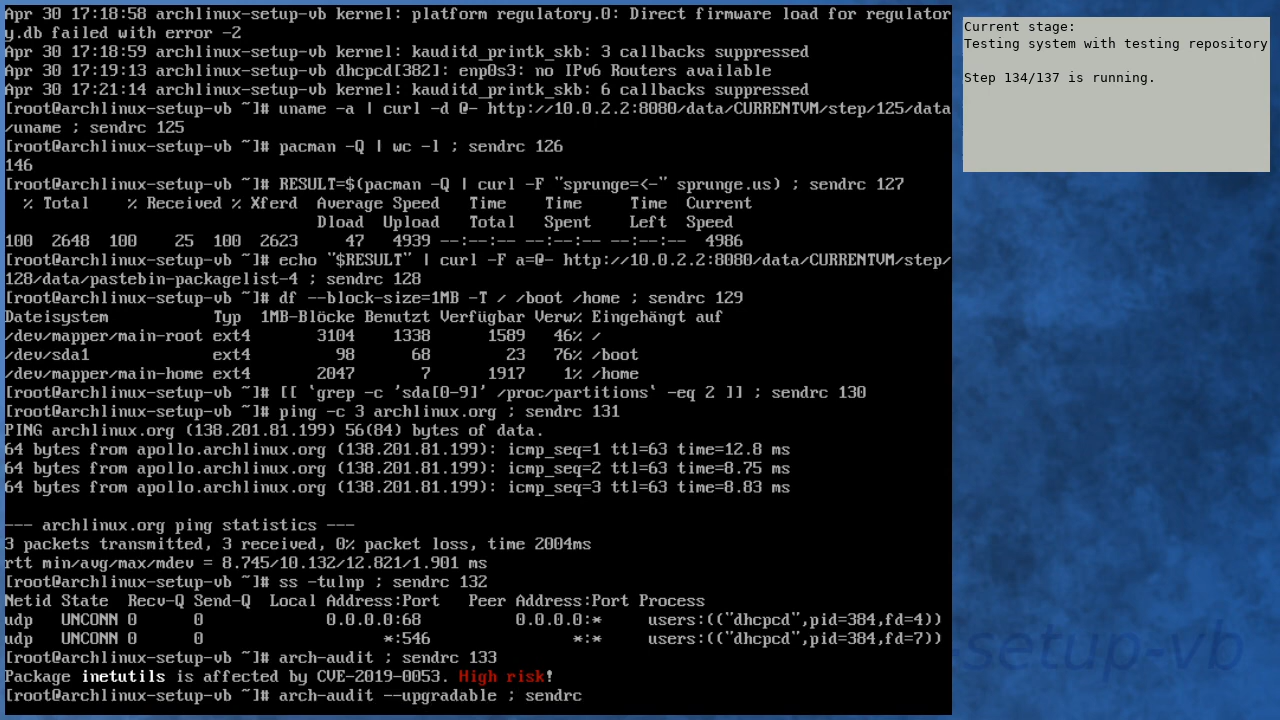 Apr 30 17:18:58 archlinux-setup-vb kernel: platform regulatory.0: Direct firmware load for regulator
y.db failed with error -2
Apr 30 17:18:59 archlinux-setup-vb kernel: kauditd_printk_skb: 3 callbacks suppressed
Apr 30 17:19:13 archlinux-setup-vb dhcpcd[382]: enp0s3: no IPv6 Routers available
Apr 30 17:21:14 archlinux-setup-vb kernel: kauditd_printk_skb: 6 callbacks suppressed
[root@archlinux-setup-vb ~]# uname -a | curl -d @- http://10.0.2.2:8080/data/CURRENTVM/step/125/data
/uname ; sendrc 125
[root@archlinux-setup-vb ~]# pacman -Q | wc -l ; sendrc 126
146
[root@archlinux-setup-vb ~]# RESULT=$(pacman -Q | curl -F "sprunge=<-" sprunge.us) ; sendrc 127
  % Total    % Received % Xferd  Average Speed   Time    Time     Time  Current
                                 Dload  Upload   Total   Spent    Left  Speed
100  2648  100    25  100  2623     47   4939 --:--:-- --:--:-- --:--:--  4986
[root@archlinux-setup-vb ~]# echo "$RESULT" | curl -F a=@- http://10.0.2.2:8080/data/CURRENTVM/step/
128/data/pastebin-packagelist-4 ; sendrc 128
[root@archlinux-setup-vb ~]# df --block-size=1MB -T / /boot /home ; sendrc 129
Dateisystem           Typ  1MB-Blöcke Benutzt Verfügbar Verw% Eingehängt auf
/dev/mapper/main-root ext4       3104    1338      1589   46% /
/dev/sda1             ext4         98      68        23   76% /boot
/dev/mapper/main-home ext4       2047       7      1917    1% /home
[root@archlinux-setup-vb ~]# [[ `grep -c 'sda[0-9]' /proc/partitions` -eq 2 ]] ; sendrc 130
[root@archlinux-setup-vb ~]# ping -c 3 archlinux.org ; sendrc 131
PING archlinux.org (138.201.81.199) 56(84) bytes of data.
64 bytes from apollo.archlinux.org (138.201.81.199): icmp_seq=1 ttl=63 time=12.8 ms
64 bytes from apollo.archlinux.org (138.201.81.199): icmp_seq=2 ttl=63 time=8.75 ms
64 bytes from apollo.archlinux.org (138.201.81.199): icmp_seq=3 ttl=63 time=8.83 ms

--- archlinux.org ping statistics ---
3 packets transmitted, 3 received, 0% packet loss, time 2004ms
rtt min/avg/max/mdev = 8.745/10.132/12.821/1.901 ms
[root@archlinux-setup-vb ~]# ss -tulnp ; sendrc 132
Netid State  Recv-Q Send-Q  Local Address:Port   Peer Address:Port Process
udp   UNCONN 0      0             0.0.0.0:68          0.0.0.0:*     users:(("dhcpcd",pid=384,fd=4))
udp   UNCONN 0      0                   *:546               *:*     users:(("dhcpcd",pid=384,fd=7))
[root@archlinux-setup-vb ~]# arch-audit ; sendrc 133
Package inetutils is affected by CVE-2019-0053. High risk!
[root@archlinux-setup-vb ~]# arch-audit --upgradable ; sendrc
Current stage:
Testing system with testing repository
Step 134/137 is running.
setup-vb